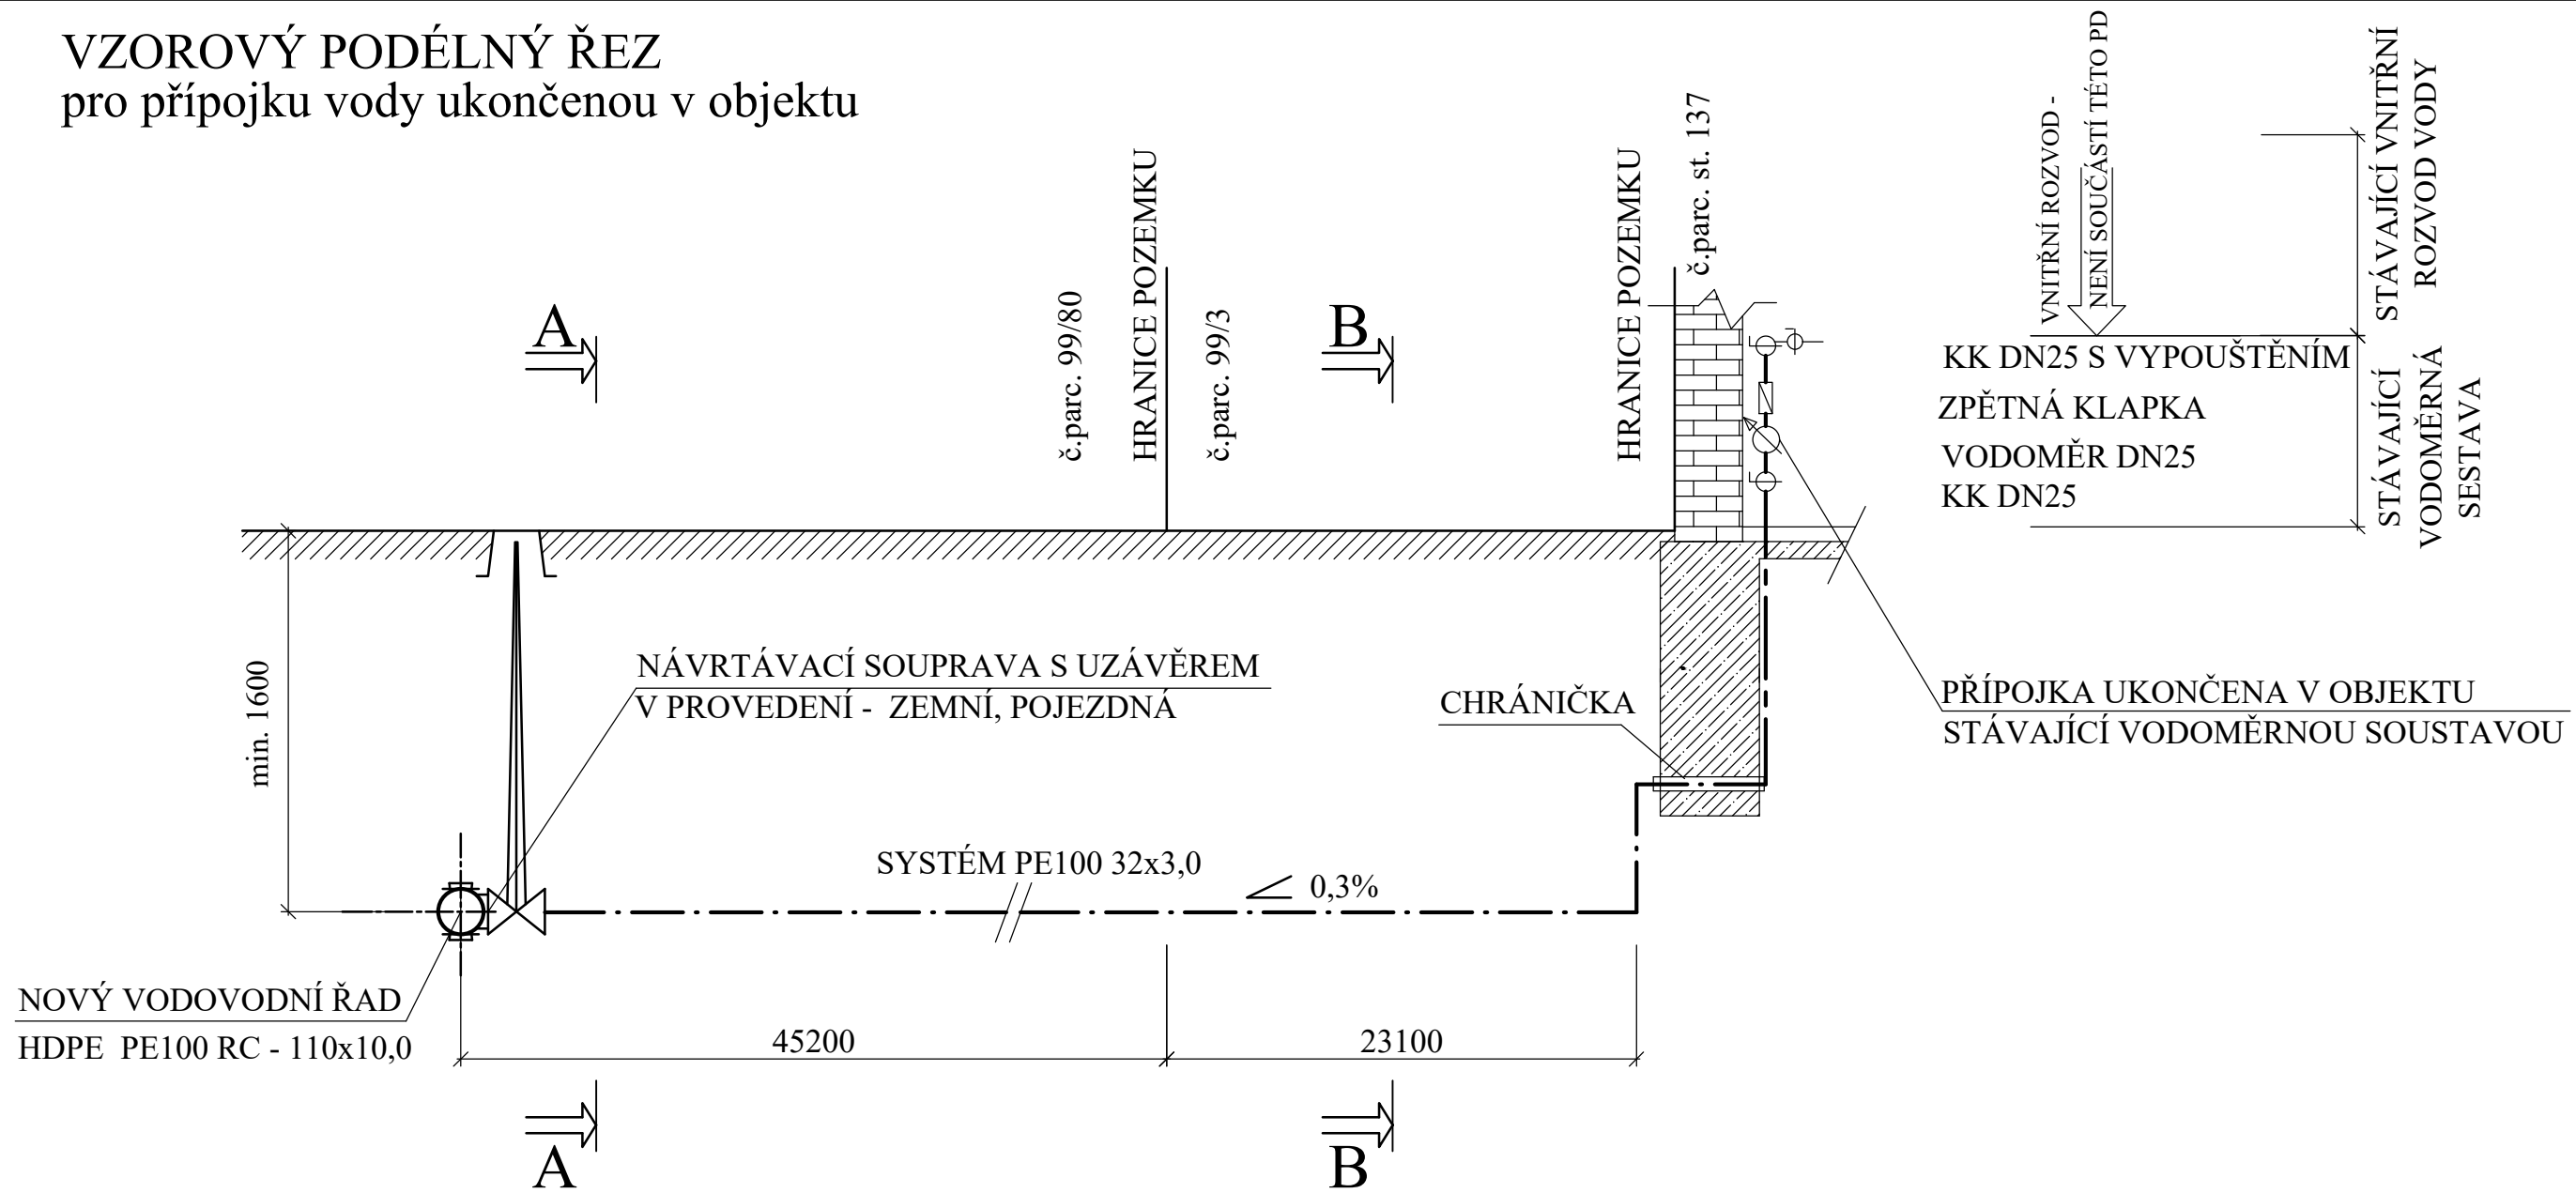 VZOROVÝ PODÉLNÝ ŘEZ
pro přípojku vody ukončenou v objektu
A
č.parc. 99/80
HRANICE POZEMKU
č.parc. 99/3
B
HRANICE POZEMKU
č.parc. st. 137
VNITŘNÍ ROZVOD -
NENÍ SOUČÁSTÍ TÉTO PD
STÁVAJÍCÍ VNITŘNÍ
ROZVOD VODY
KK DN25 S VYPOUŠTĚNÍM
ZPĚTNÁ KLAPKA
VODOMĚR DN25
KK DN25
STÁVAJÍCÍ
VODOMĚRNÁ
SESTAVA
min. 1600
NÁVRTÁVACÍ SOUPRAVA S UZÁVĚREM
V PROVEDENÍ - ZEMNÍ, POJEZDNÁ
CHRÁNIČKA
PŘÍPOJKA UKONČENA V OBJEKTU
STÁVAJÍCÍ VODOMĚRNOU SOUSTAVOU
SYSTÉM PE100 32x3,0
0,3%
NOVÝ VODOVODNÍ ŘAD
HDPE PE100 RC - 110x10,0
45200
23100
A
B